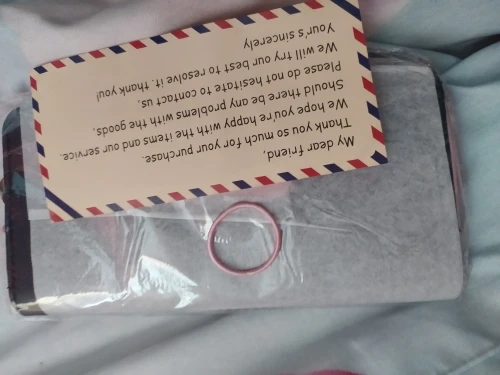 My dear friend,
Thank you so much for your purchase.
We hope you're happy with the items and our service.
Should there be any problems with the goods,
Please do not hesitate to contact us.
We will try our best to resolve it. thank you!
Your's sincerely